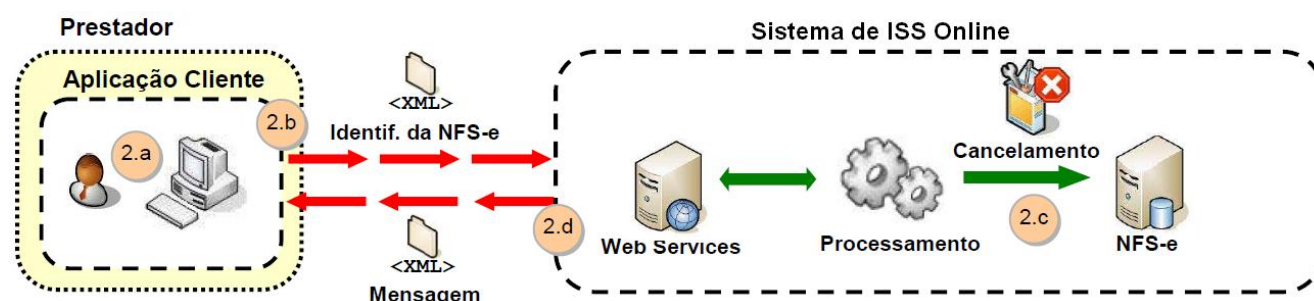 Prestador
Sistema de ISS Online
Aplicação Cliente
<XML>
2.b
Identif. da NFS-e
2.a
Cancelamento
2.c
2.d
Web Services
Processamento
NFS-e
<XML>
Mensagem